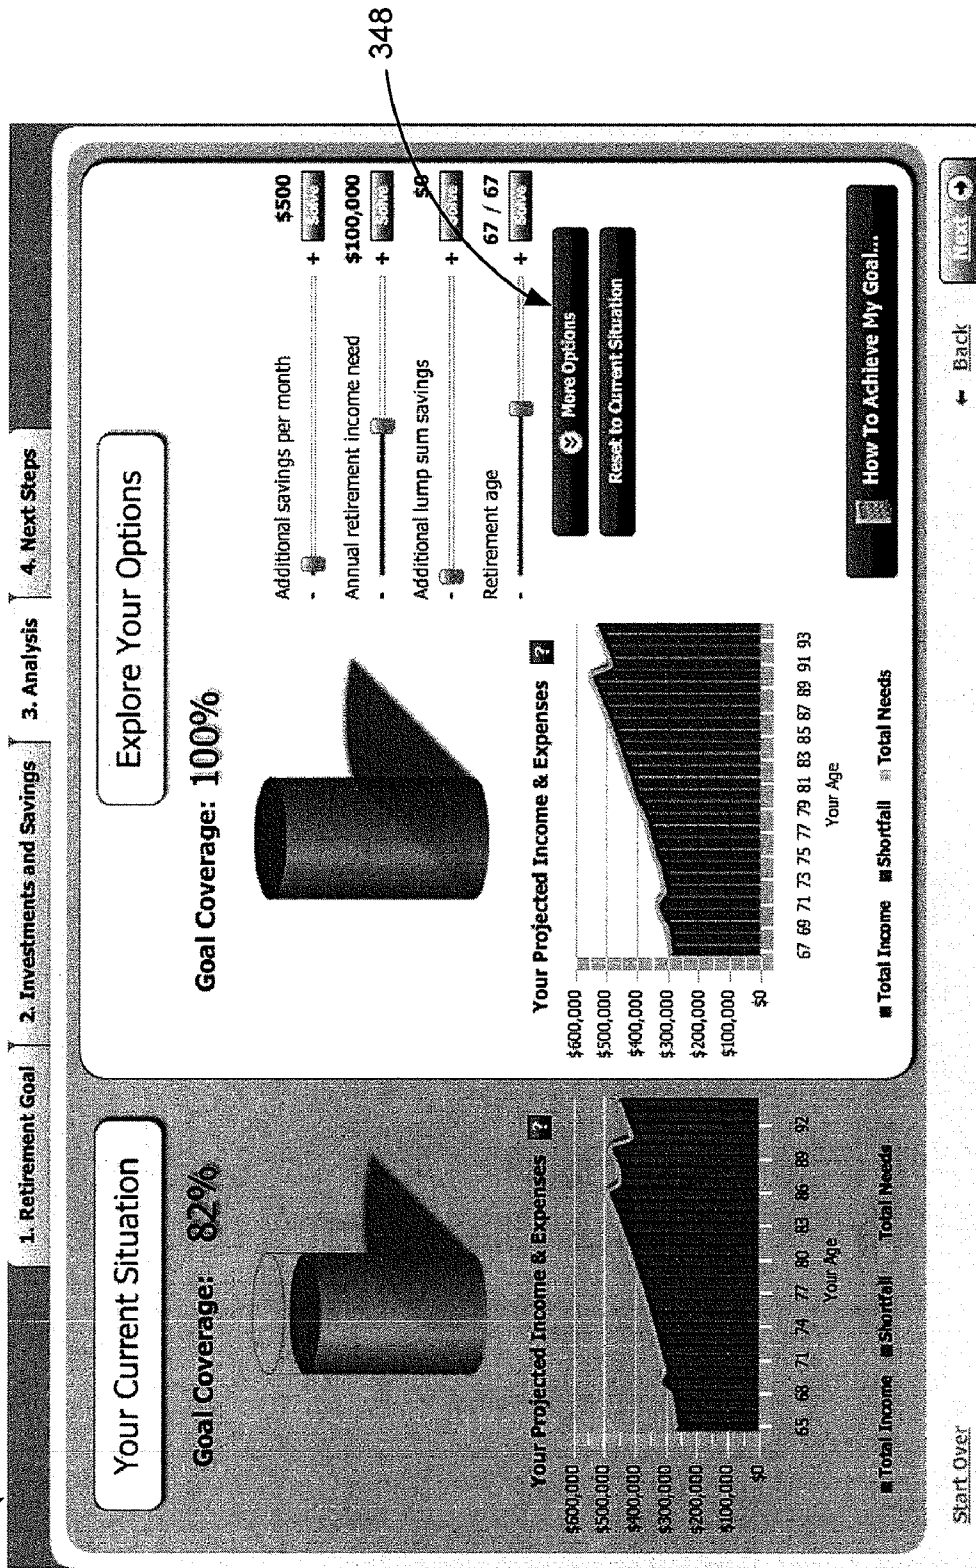 1. Retirement Goal
2. Investments and Savings
3. Analysis
4. Next Steps
Your Current Situation
Goal Coverage: 82%
Your Projected Income & Expenses ?
$600,000
$500,000
$400,000
$300,000
$200,000
$100,000
$0
65 68 71 74 77 80 83 86 89 92
Your Age
Total Income Shortfall Total Needs
Explore Your Options
Goal Coverage: 100%
Your Projected Income & Expenses ?
$600,000
$500,000
$400,000
$300,000
$200,000
$100,000
$0
67 69 71 73 75 77 79 81 83 85 87 89 91 93
Your Age
Total Income Shortfall Total Needs
Additional savings per month $500
- + Solve
Annual retirement income need $100,000
- + Solve
Additional lump sum savings $0
- + Solve
Retirement age 67 / 67
- + Solve
More Options
Reset to Current Situation
How To Achieve My Goal...
Start Over
← Back
Next
348